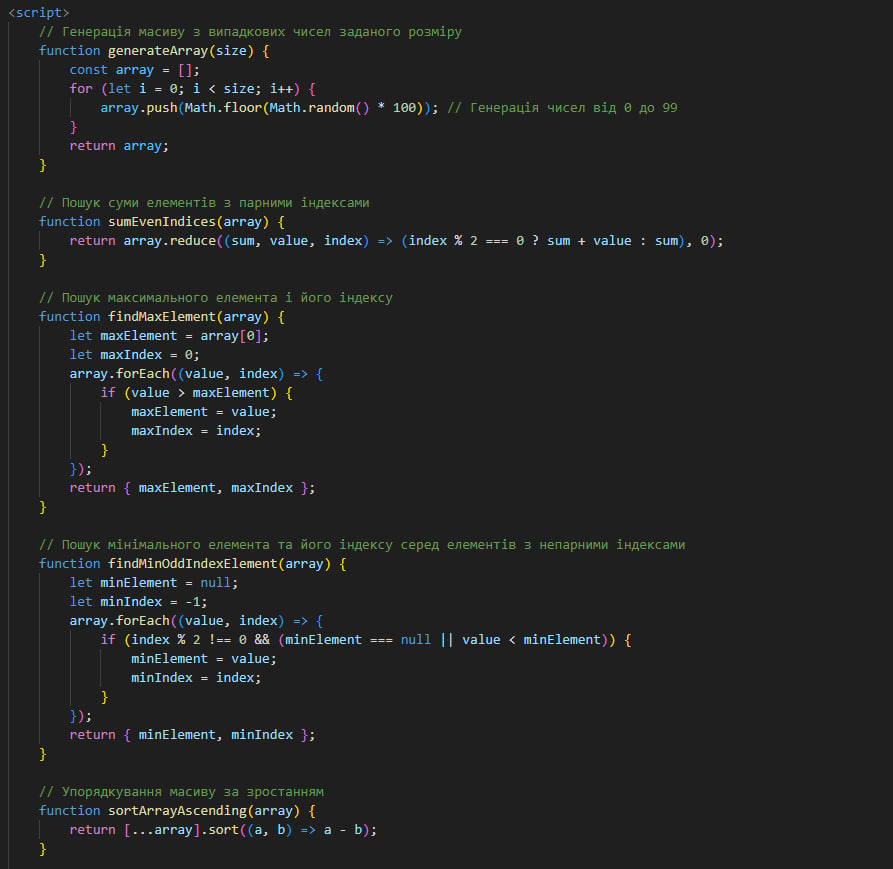 <script>
// Генерація масиву з випадкових чисел заданого розміру
function generateArray(size) {
const array = [];
for (let i = 0; i < size; i++) {
array.push(Math.floor(Math.random() * 100)); // Генерація чисел від 0 до 99
}
return array;
}
// Пошук суми елементів з парними індексами
function sumEvenIndices(array) {
return array.reduce((sum, value, index) => (index % 2 === 0 ? sum + value : sum), 0);
}
// Пошук максимального елемента і його індексу
function findMaxElement(array) {
let maxElement = array[0];
let maxIndex = 0;
array.forEach((value, index) => {
if (value > maxElement) {
maxElement = value;
maxIndex = index;
}
});
return { maxElement, maxIndex };
}
// Пошук мінімального елемента та його індексу серед елементів з непарними індексами
function findMinOddIndexElement(array) {
let minElement = null;
let minIndex = -1;
array.forEach((value, index) => {
if (index % 2 !== 0 && (minElement === null || value < minElement)) {
minElement = value;
minIndex = index;
}
});
return { minElement, minIndex };
}
// Упорядкування масиву за зростанням
function sortArrayAscending(array) {
return [...array].sort((a, b) => a - b);
}